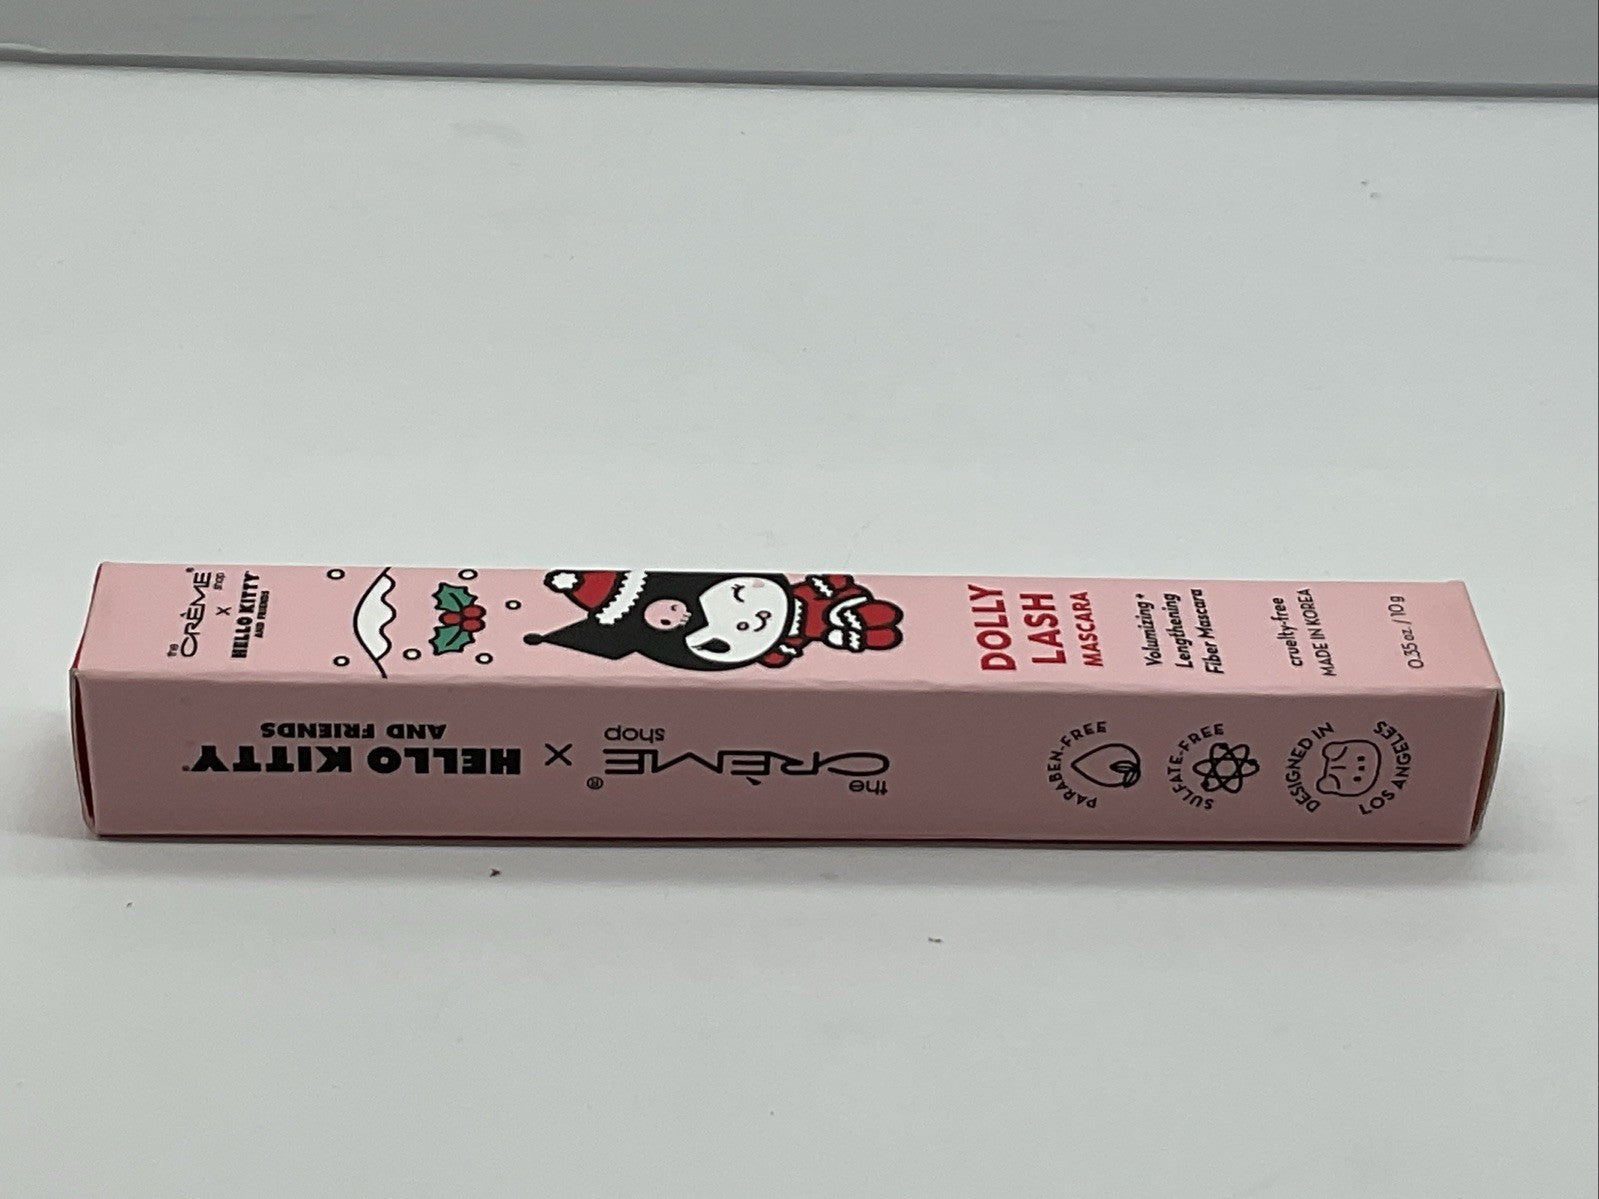 the
CRÈME®
shop
x
HELLO KITTY™
AND FRIENDS
DOLLY
LASH
MASCARA
Volumizing +
Lengthening
Fiber Mascara
cruelty-free
MADE IN KOREA
0.35 oz. / 10 g
the
CRÈME®
shop
x
HELLO KITTY®
AND FRIENDS
PARABEN-FREE
SULFATE-FREE
DESIGNED IN
LOS ANGELES